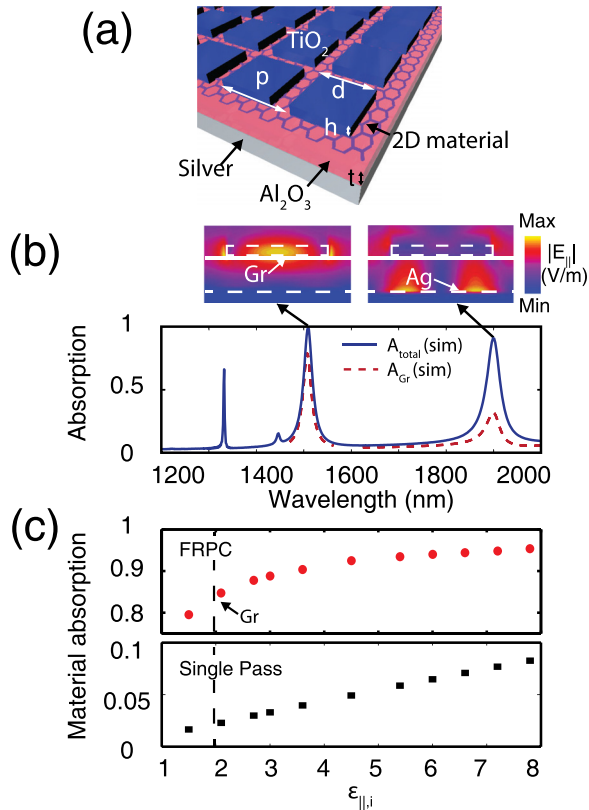 (a)
TiO2
p
d
h
2D material
Silver
Al2O3
t
(b)
Max
|E||| (V/m)
Min
Gr
Ag
1
0.5
0
Absorption
Atotal (sim)
AGr (sim)
1200 1400 1600 1800 2000
Wavelength (nm)
(c)
1
0.9
0.8
FRPC
Gr
Material absorption
0.1
0.05
0
Single Pass
1 2 3 4 5 6 7 8
ε||,i